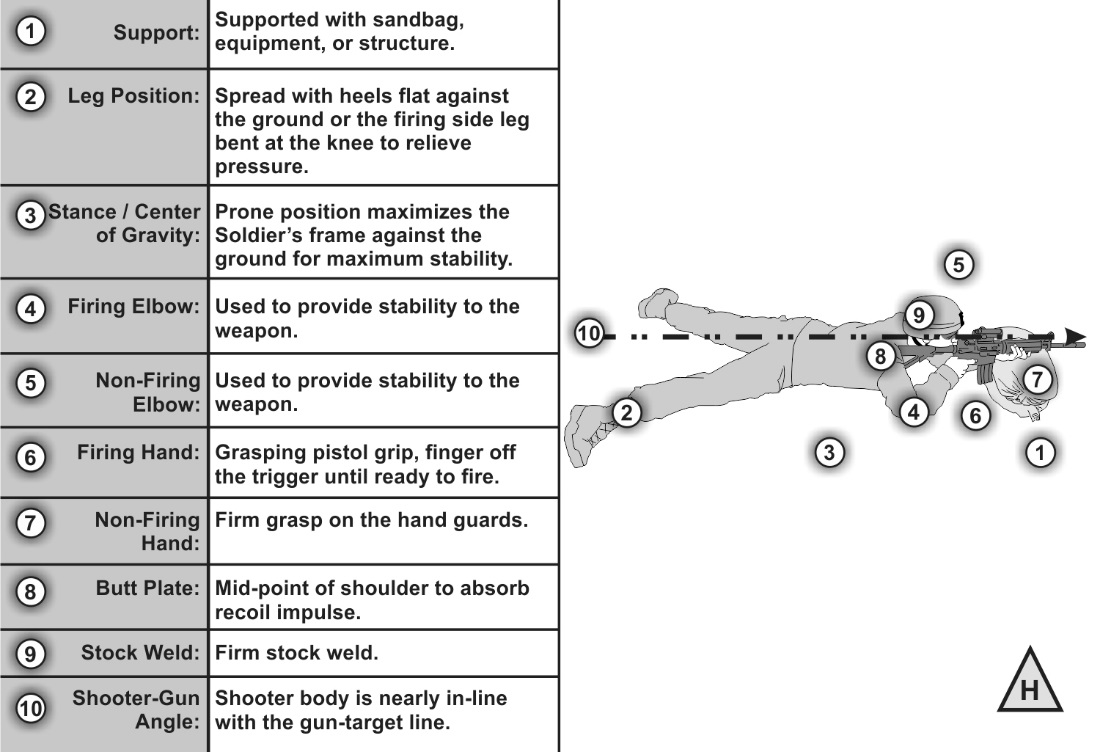 1 Support: Supported with sandbag,
equipment, or structure.
2 Leg Position: Spread with heels flat against
the ground or the firing side leg
bent at the knee to relieve
pressure.
3 Stance / Center Prone position maximizes the
of Gravity: Soldier’s frame against the
ground for maximum stability.
4 Firing Elbow: Used to provide stability to the
weapon.
5 Non-Firing Used to provide stability to the
Elbow: weapon.
6 Firing Hand: Grasping pistol grip, finger off
the trigger until ready to fire.
7 Non-Firing Firm grasp on the hand guards.
Hand:
8 Butt Plate: Mid-point of shoulder to absorb
recoil impulse.
9 Stock Weld: Firm stock weld.
10 Shooter-Gun Shooter body is nearly in-line
Angle: with the gun-target line.
5
9
10
8
7
2
4
6
3
1
H